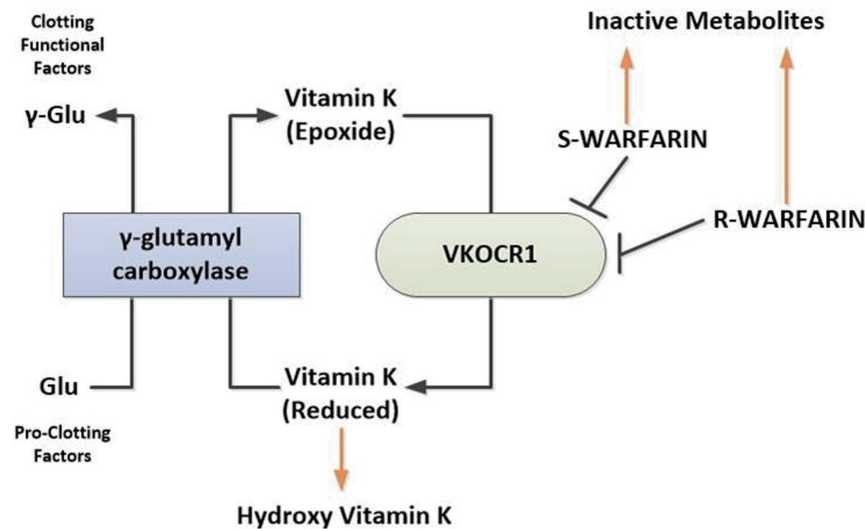 Clotting
Functional
Factors
γ-Glu
Vitamin K
(Epoxide)
Inactive Metabolites
S-WARFARIN
R-WARFARIN
γ-glutamyl
carboxylase
VKOCR1
Glu
Pro-Clotting
Factors
Vitamin K
(Reduced)
Hydroxy Vitamin K